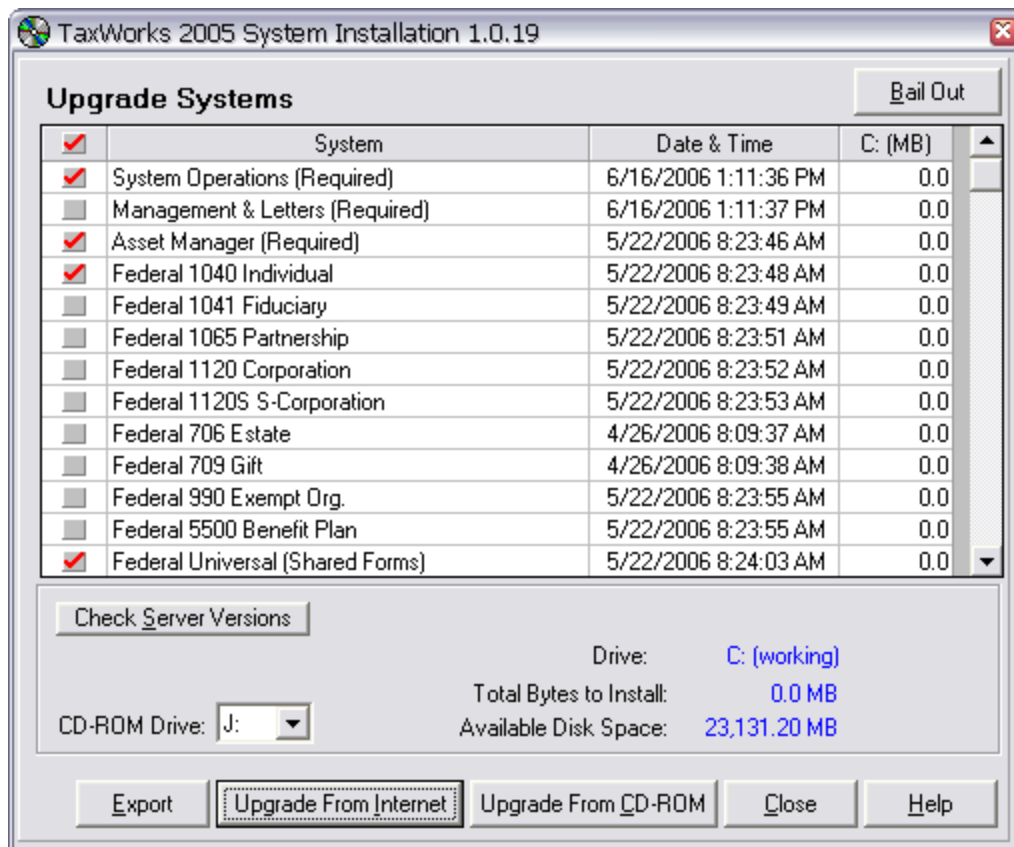 TaxWorks 2005 System Installation 1.0.19
Upgrade Systems
Bail Out
System Date & Time C: (MB)
System Operations (Required) 6/16/2006 1:11:36 PM 0.0
Management & Letters (Required) 6/16/2006 1:11:37 PM 0.0
Asset Manager (Required) 5/22/2006 8:23:46 AM 0.0
Federal 1040 Individual 5/22/2006 8:23:48 AM 0.0
Federal 1041 Fiduciary 5/22/2006 8:23:49 AM 0.0
Federal 1065 Partnership 5/22/2006 8:23:51 AM 0.0
Federal 1120 Corporation 5/22/2006 8:23:52 AM 0.0
Federal 1120S S-Corporation 5/22/2006 8:23:53 AM 0.0
Federal 706 Estate 4/26/2006 8:09:37 AM 0.0
Federal 709 Gift 4/26/2006 8:09:38 AM 0.0
Federal 990 Exempt Org. 5/22/2006 8:23:55 AM 0.0
Federal 5500 Benefit Plan 5/22/2006 8:23:55 AM 0.0
Federal Universal (Shared Forms) 5/22/2006 8:24:03 AM 0.0
Check Server Versions
Drive: C: (working)
Total Bytes to Install: 0.0 MB
CD-ROM Drive: J: Available Disk Space: 23,131.20 MB
Export Upgrade From Internet Upgrade From CD-ROM Close Help